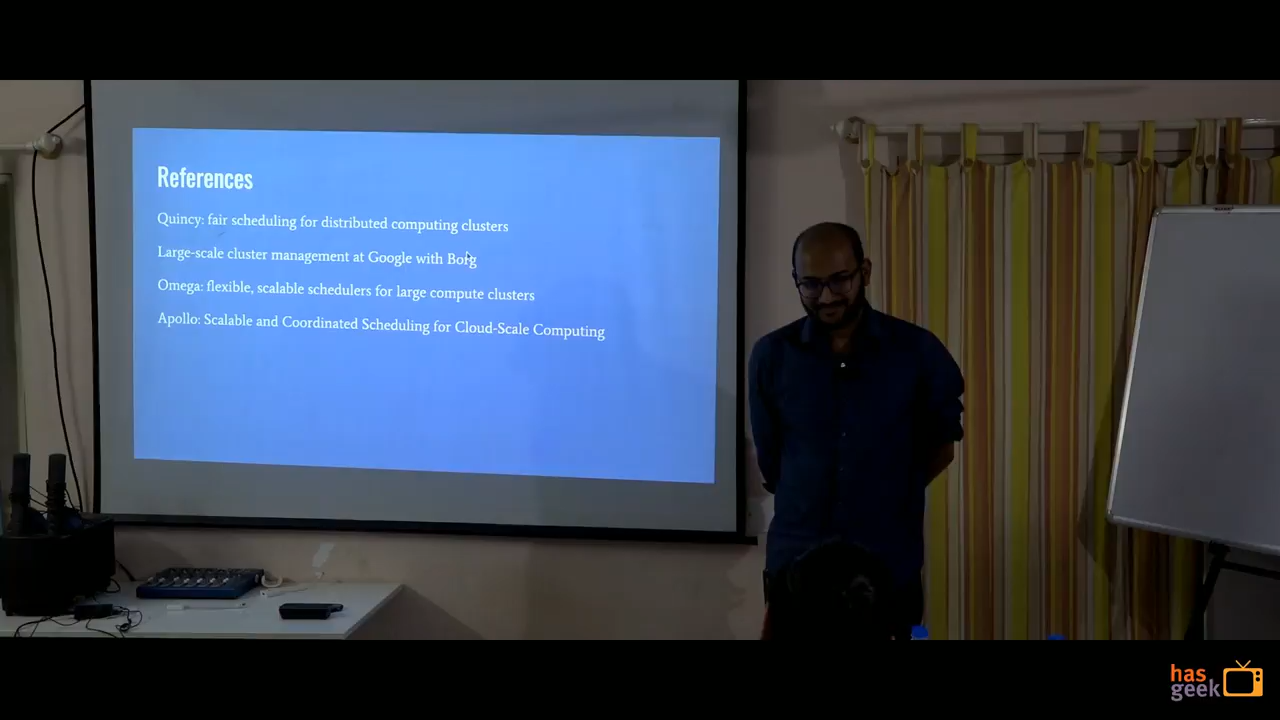 References
Quincy: fair scheduling for distributed computing clusters
Large-scale cluster management at Google with Borg
Omega: flexible, scalable schedulers for large compute clusters
Apollo: Scalable and Coordinated Scheduling for Cloud-Scale Computing
has
geek